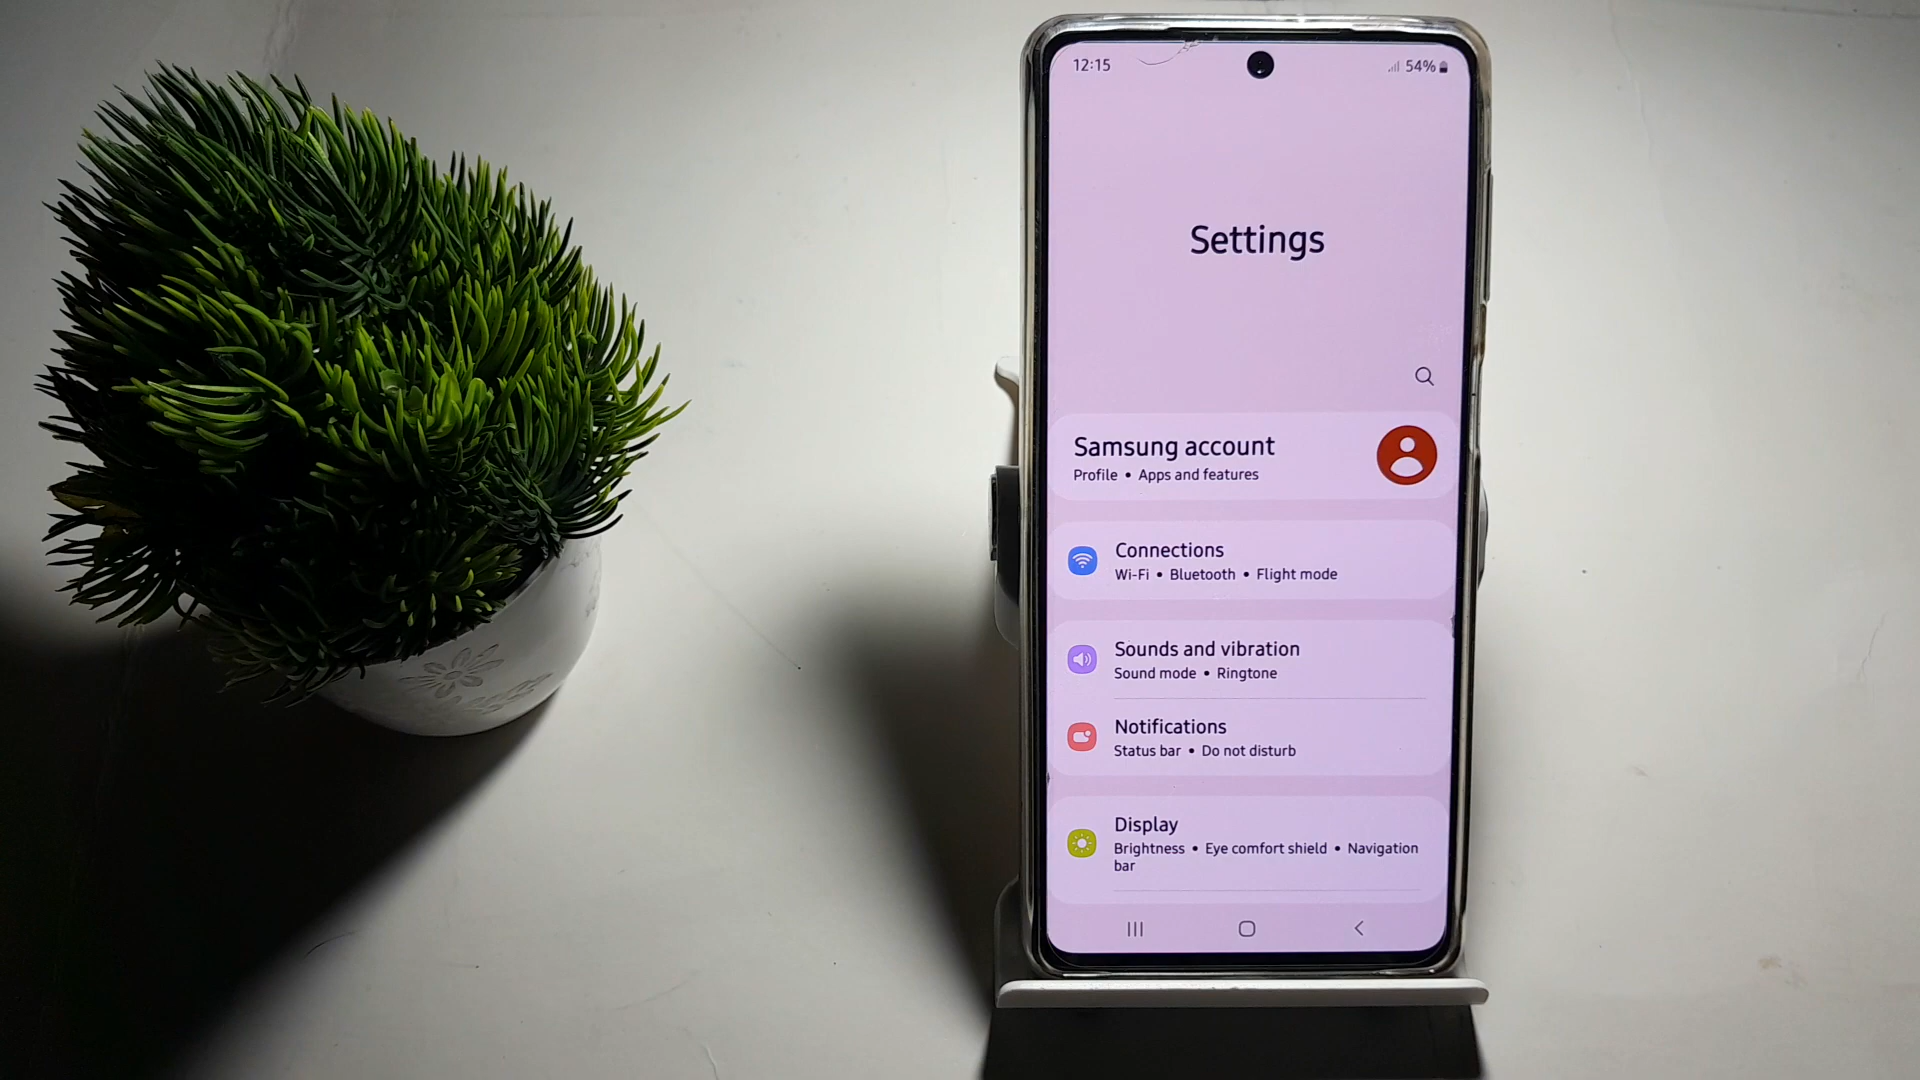 12:15
54%
Settings
Samsung account
Profile • Apps and features
Connections
Wi-Fi • Bluetooth • Flight mode
Sounds and vibration
Sound mode • Ringtone
Notifications
Status bar • Do not disturb
Display
Brightness • Eye comfort shield • Navigation
bar